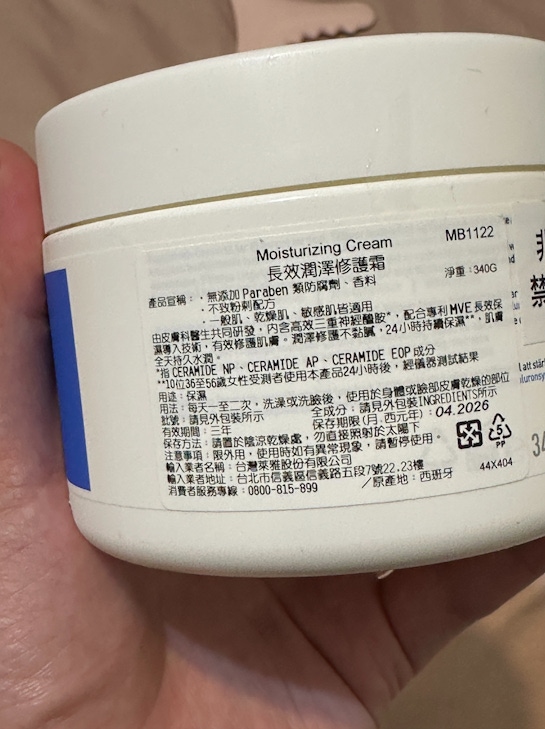 Moisturizing Cream
MB1122
長效潤澤修護霜
淨重：340G
產品宣稱：．無添加Paraben類防腐劑、香料
．不致粉刺配方
．一般肌、乾燥肌、敏感肌皆適用
由皮膚科醫生共同研發，內含高效三重神經醯胺*，配合專利MVE長效保
濕導入技術，有效修護肌膚。潤澤修護不黏膩，24小時持續保濕**，肌膚
全天持久水潤。
*指 CERAMIDE NP、CERAMIDE AP、CERAMIDE EOP 成分
**10位36至56歲女性受測者使用本產品24小時後，經儀器測試結果
用途：保濕
用法：每天一至二次，洗澡或洗臉後，使用於身體或臉部皮膚乾燥的部位
批號：請見外包裝所示
全成分：請見外包裝INGREDIENTS所示
有效期間：三年
保存期限(月.西元年)：04.2026
保存方法：請置於陰涼乾燥處，勿直接照射於太陽下
注意事項：限外用，使用時如有異常現象，請暫停使用。
輸入業者名稱：台灣萊雅股份有限公司
輸入業者地址：台北市信義區信義路五段7號22.23樓
消費者服務專線：0800-815-899
／原產地：西班牙
44X404
5
PP
l att stär
34